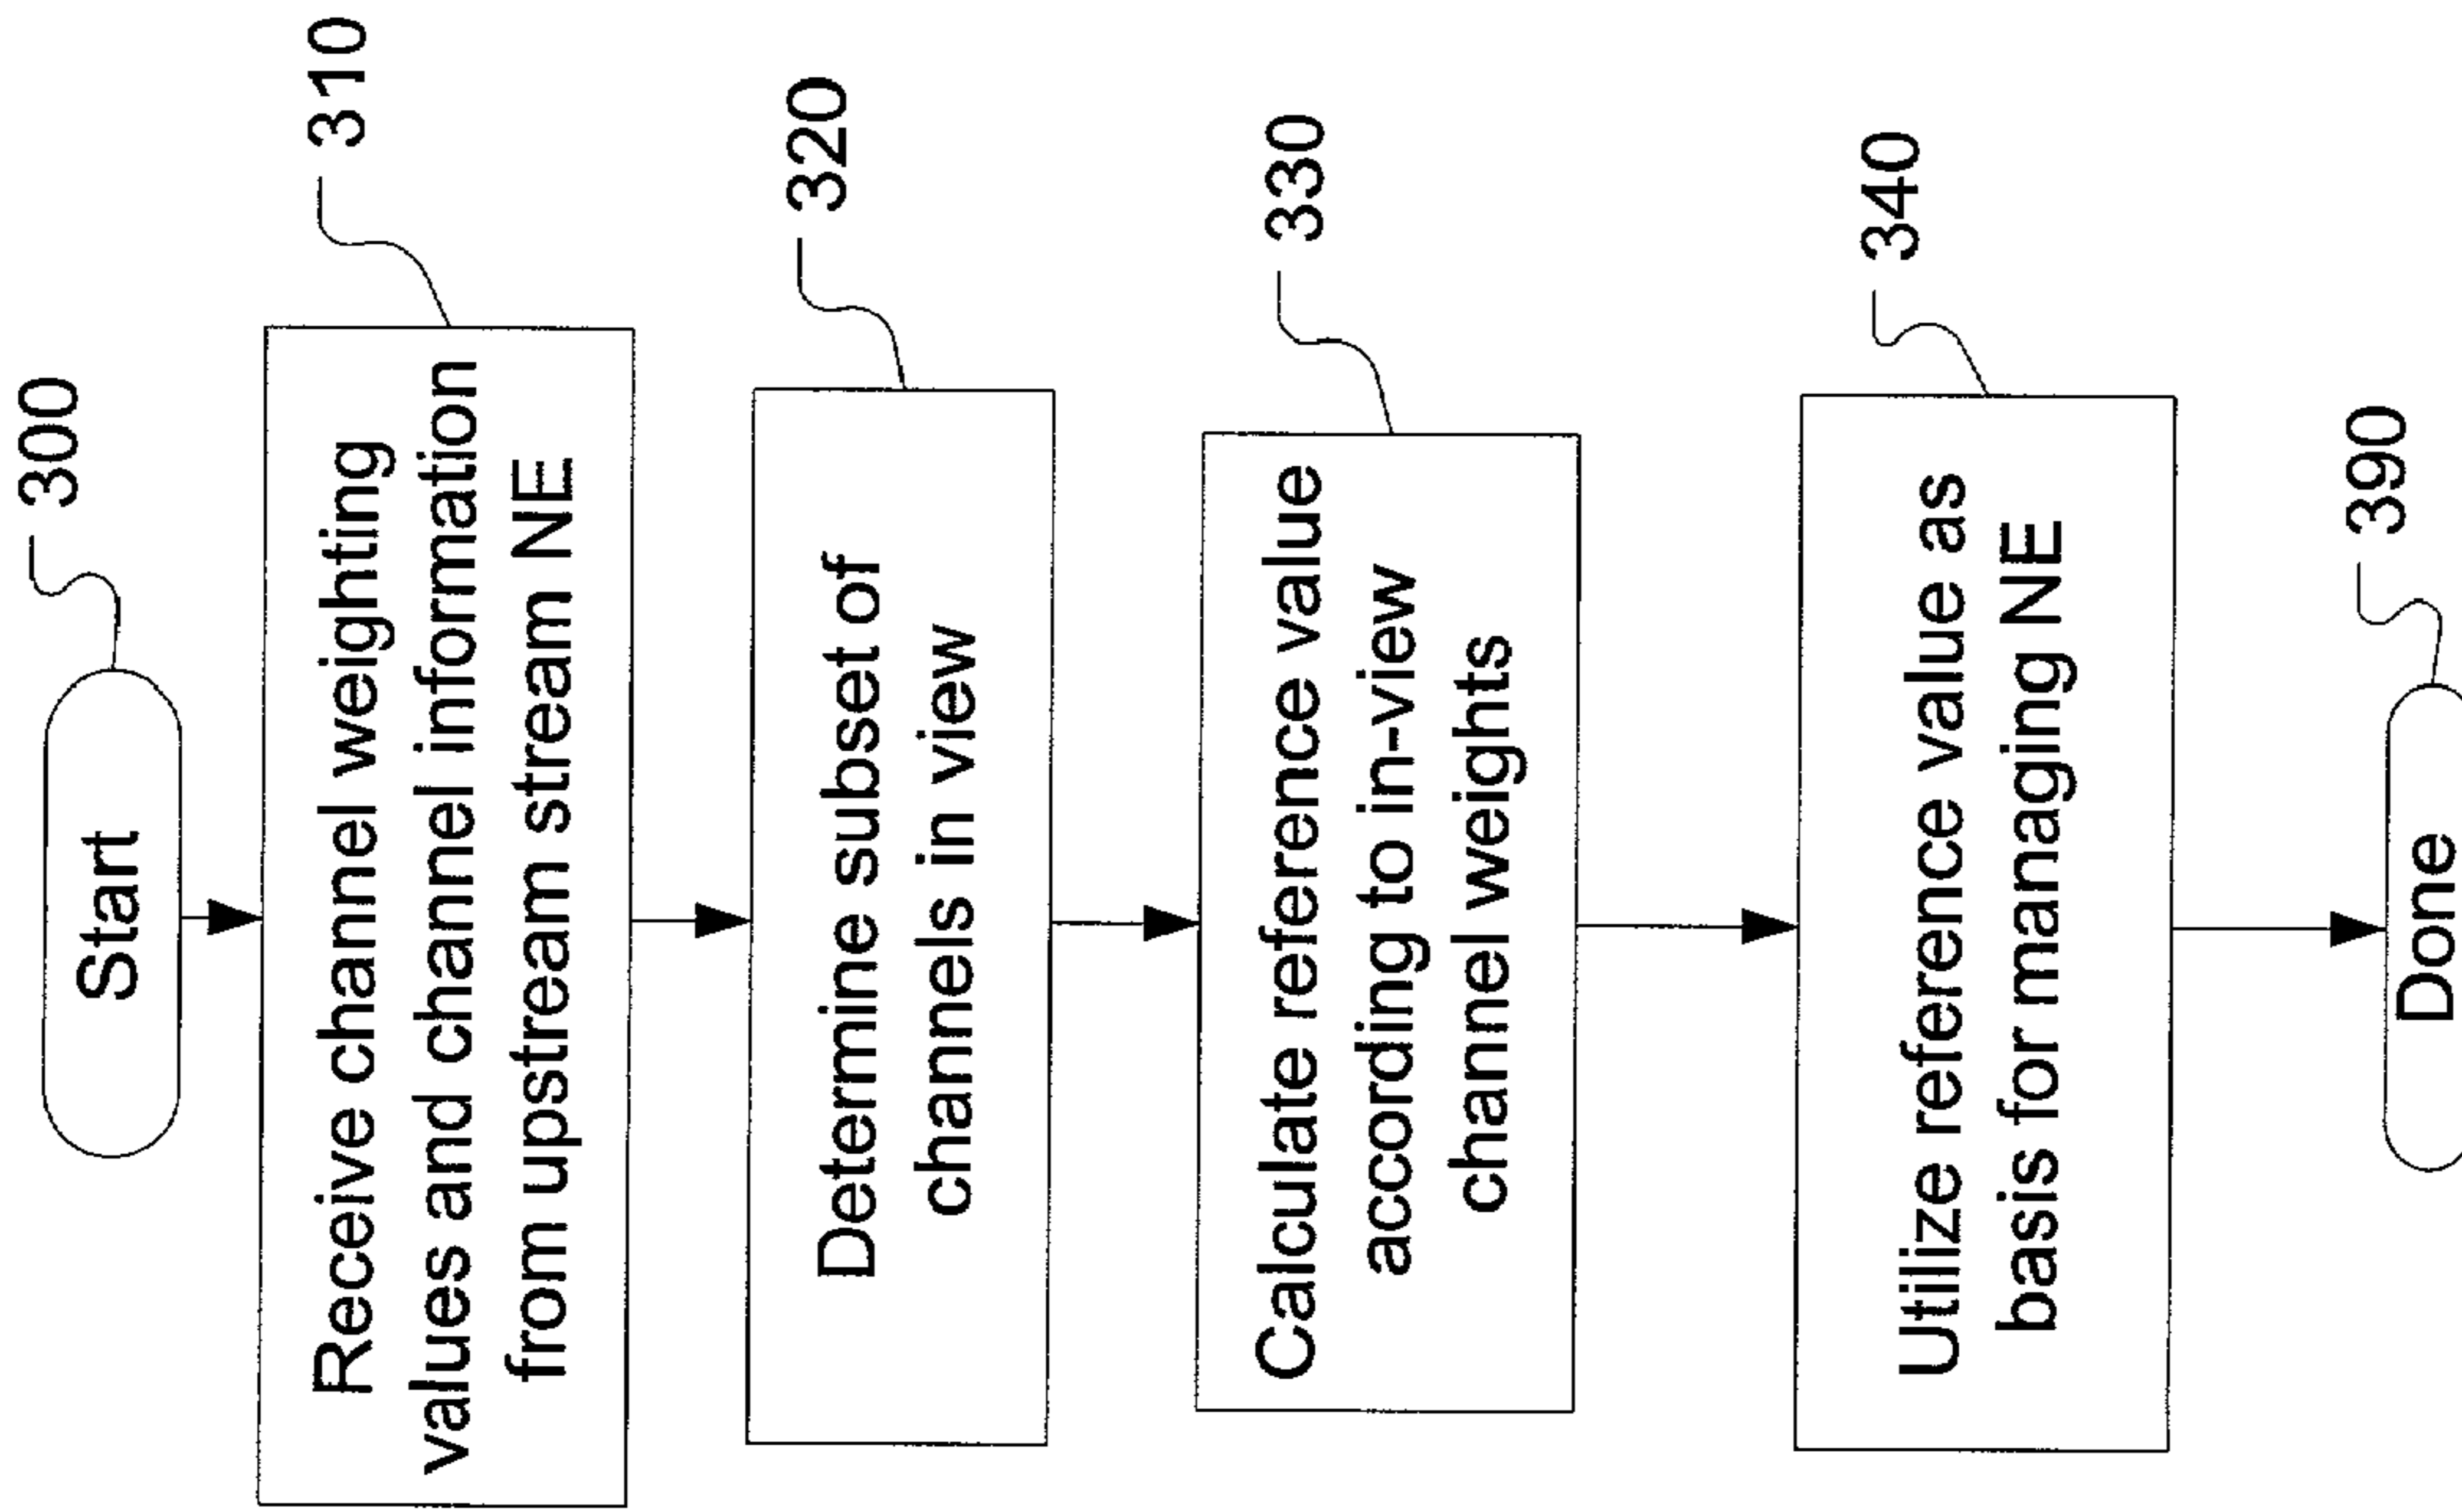 Start
300
Receive channel weighting
values and channel information
from upstream stream NE
310
Determine subset of
channels in view
320
Calculate reference value
according to in-view
channel weights
330
Utilize reference value as
basis for managing NE
340
Done
390